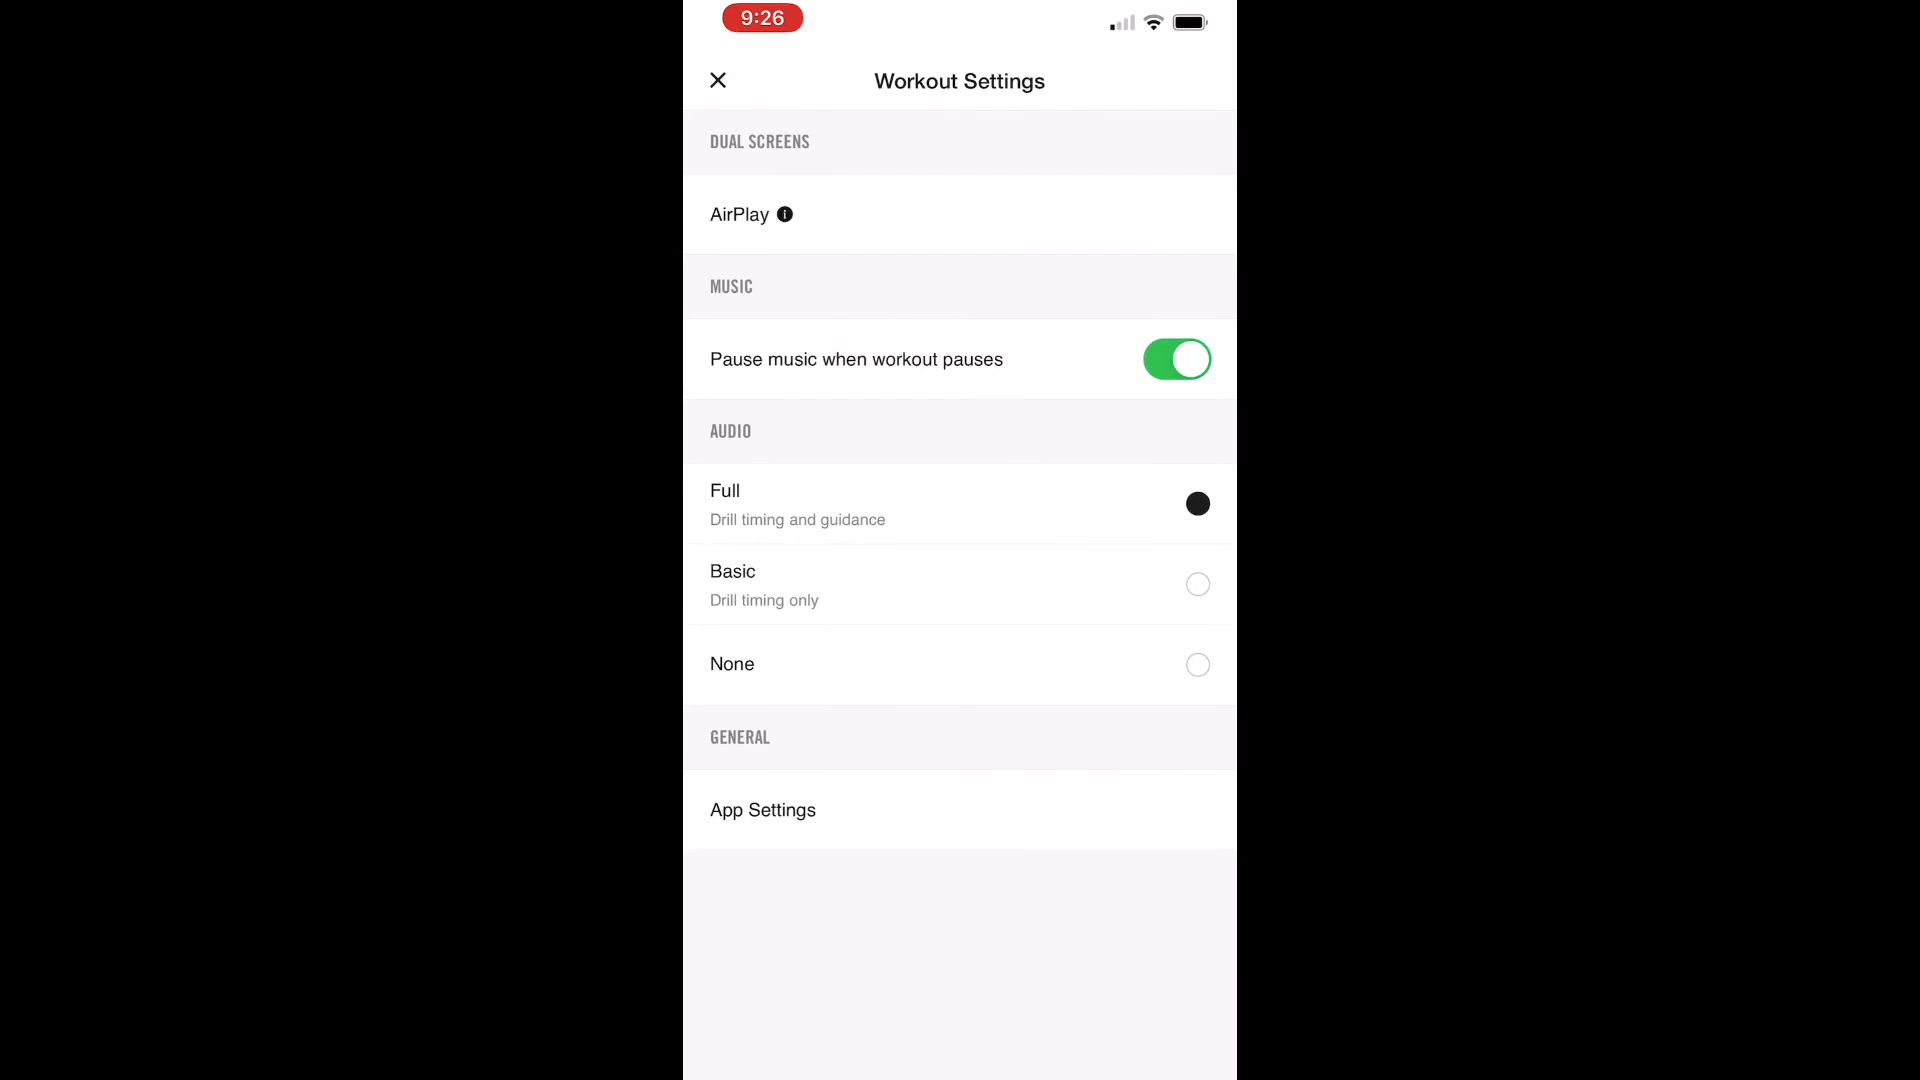 9:26
Workout Settings
DUAL SCREENS
AirPlay
MUSIC
Pause music when workout pauses
AUDIO
Full
Drill timing and guidance
Basic
Drill timing only
None
GENERAL
App Settings